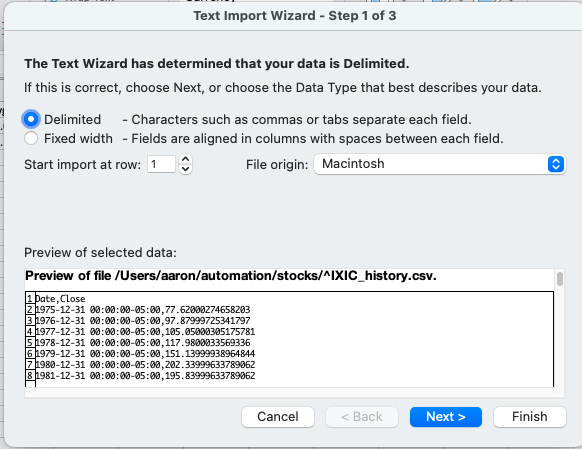 Text Import Wizard - Step 1 of 3
The Text Wizard has determined that your data is Delimited.
If this is correct, choose Next, or choose the Data Type that best describes your data.
Delimited - Characters such as commas or tabs separate each field.
Fixed width - Fields are aligned in columns with spaces between each field.
Start import at row: 1 File origin: Macintosh
Preview of selected data:
Preview of file /Users/aaron/automation/stocks/^IXIC_history.csv.
1 Date,Close
2 1975-12-31 00:00:00-05:00,77.62000274658203
3 1976-12-31 00:00:00-05:00,97.87999725341797
4 1977-12-31 00:00:00-05:00,105.05000305175781
5 1978-12-31 00:00:00-05:00,117.9800033569336
6 1979-12-31 00:00:00-05:00,151.13999938964844
7 1980-12-31 00:00:00-05:00,202.33999633789062
8 1981-12-31 00:00:00-05:00,195.83999633789062
Cancel < Back Next > Finish